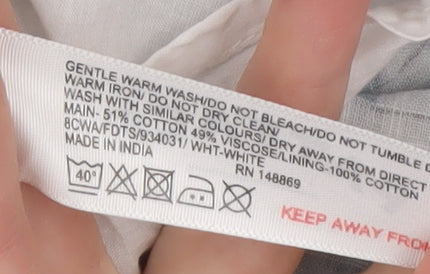 GENTLE WARM WASH/DO NOT BLEACH/DO NOT TUMBLE D
WARM IRON/ DO NOT DRY CLEAN/
WASH WITH SIMILAR COLOURS/ DRY AWAY FROM DIRECT
MAIN- 51% COTTON 49% VISCOSE/LINING-100% COTTON
8CWA/FDTS/934031/ WHT-WHITE
MADE IN INDIA
RN 148869
40°
KEEP AWAY FROM